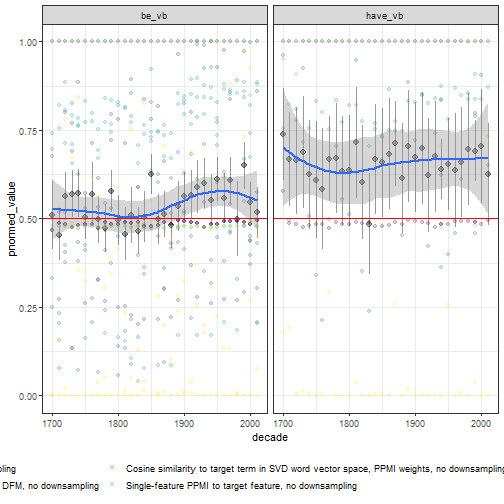 be_vb
have_vb
1.00
0.75
0.50
0.25
0.00
pnormed_value
1700
1800
1900
2000
1700
1800
1900
2000
decade
pling
Cosine similarity to target term in SVD word vector space, PPMI weights, no downsampling
DFM, no downsampling
Single-feature PPMI to target feature, no downsampling